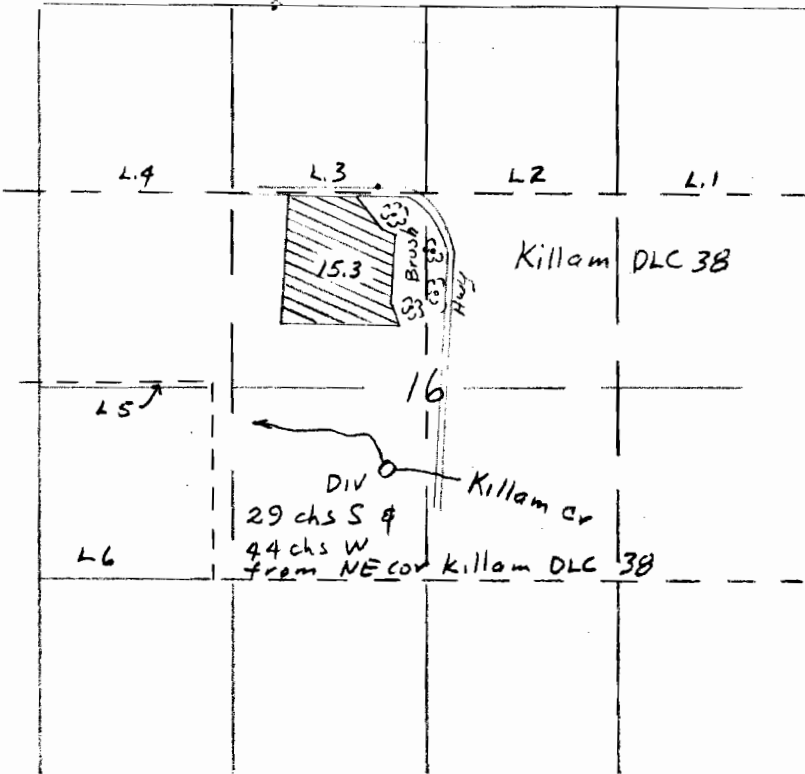 L.4
L.3
L2
L.1
Killam DLC 38
15.3
Brush
Hwy
16
L5
DIV
Killam Cr
29 chs S &
44 chs W
from NE cor Killam DLC 38
L6